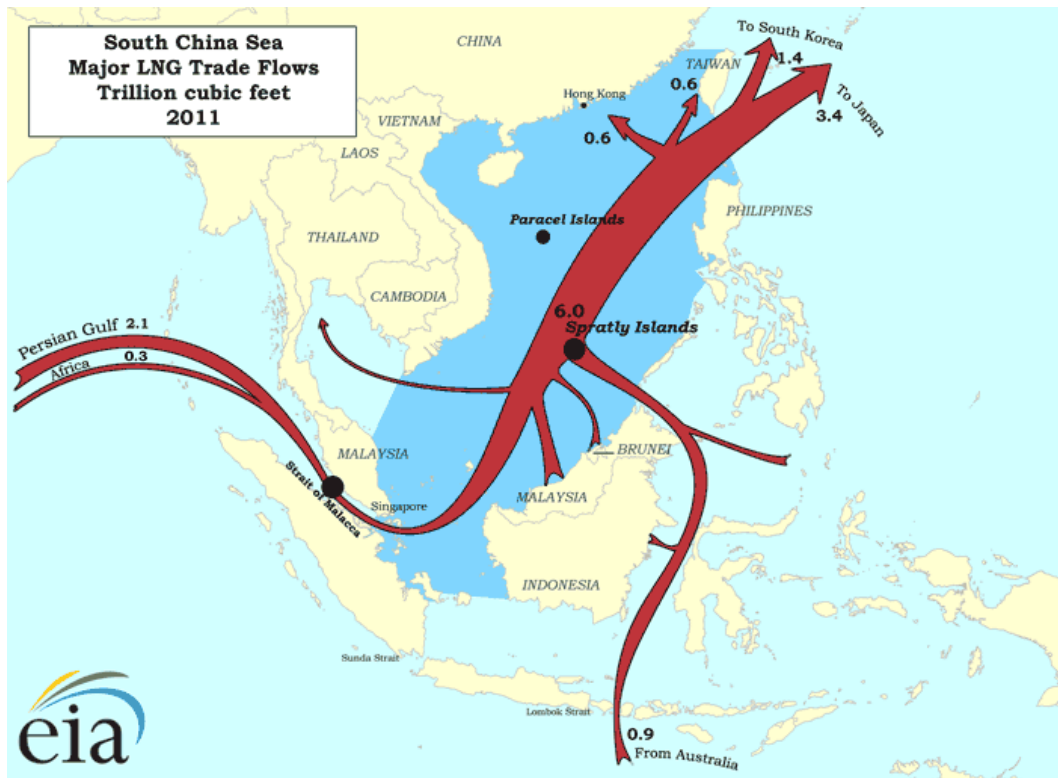 South China Sea
Major LNG Trade Flows
Trillion cubic feet
2011
CHINA
To South Korea
1.4
TAIWAN
0.6
To Japan
3.4
Hong Kong
0.6
VIETNAM
LAOS
Paracel Islands
PHILIPPINES
THAILAND
CAMBODIA
6.0
Spratly Islands
Persian Gulf 2.1
Africa
0.3
MALAYSIA
BRUNEI
Strait of Malacca
Singapore
MALAYSIA
INDONESIA
Sunda Strait
Lombok Strait
0.9
From Australia
eia